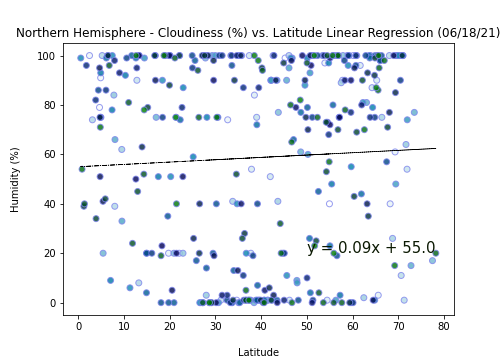 Northern Hemisphere - Cloudiness (%) vs. Latitude Linear Regression (06/18/21)
100
80
60
40
20
0
Humidity (%)
y = 0.09x + 55.0
0 10 20 30 40 50 60 70 80
Latitude